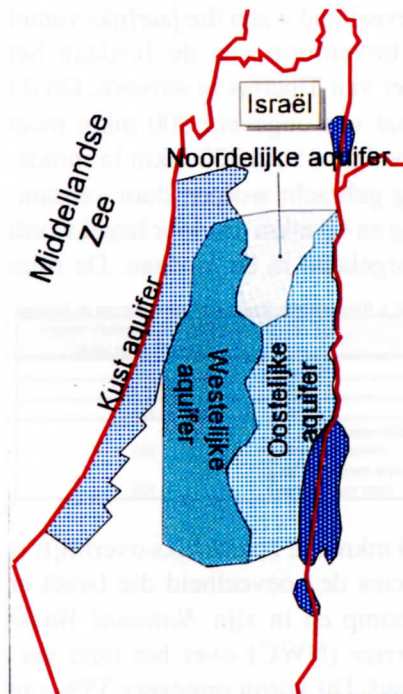 Israël
Noordelijke aquifer
Middellandse
Zee
Kust aquifer
Westelijke
aquifer
Oostelijke
aquifer